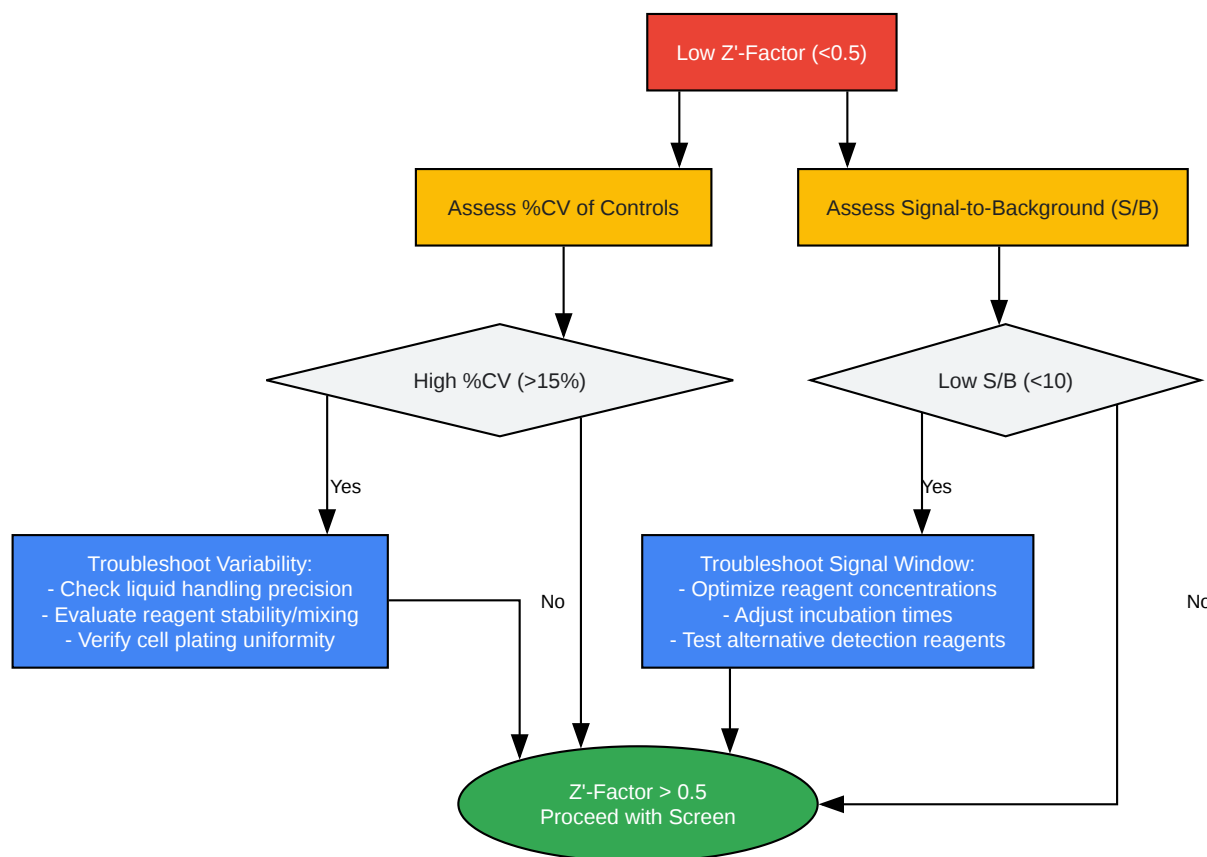 Low Z'-Factor (<0.5)
Assess %CV of Controls
Assess Signal-to-Background (S/B)
High %CV (>15%)
Low S/B (<10)
Yes
Yes
Troubleshoot Variability:
- Check liquid handling precision
- Evaluate reagent stability/mixing
- Verify cell plating uniformity
No
Troubleshoot Signal Window:
- Optimize reagent concentrations
- Adjust incubation times
- Test alternative detection reagents
No
Z'-Factor > 0.5
Proceed with Screen